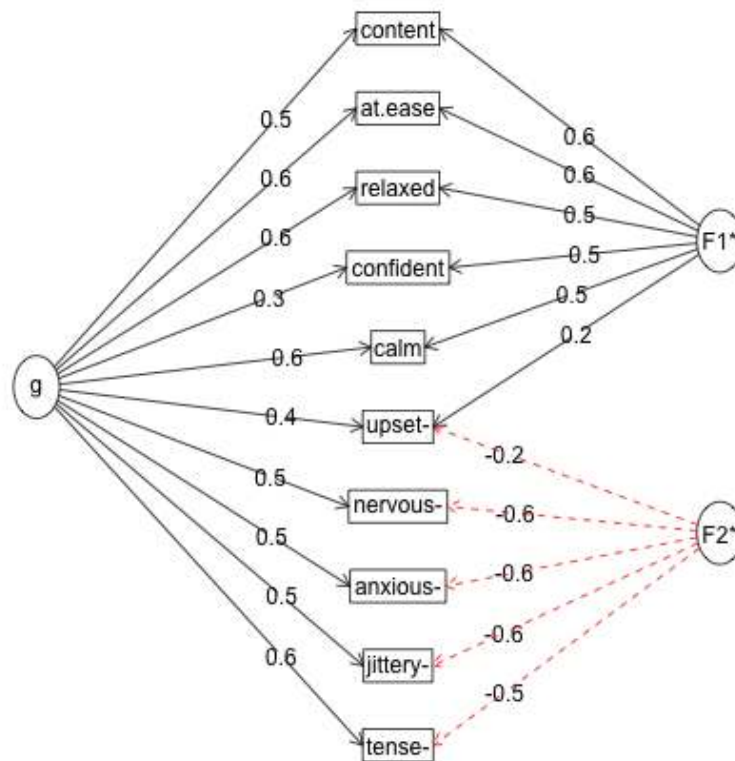 content
0.5
0.6
at.ease
0.6
0.6
relaxed
0.6
0.5
F1*
confident
0.3
0.5
calm
0.6
0.5
0.2
g
upset-
0.4
-0.2
nervous-
0.5
-0.6
F2*
anxious-
0.5
-0.6
jittery-
0.5
-0.6
tense-
0.6
-0.5